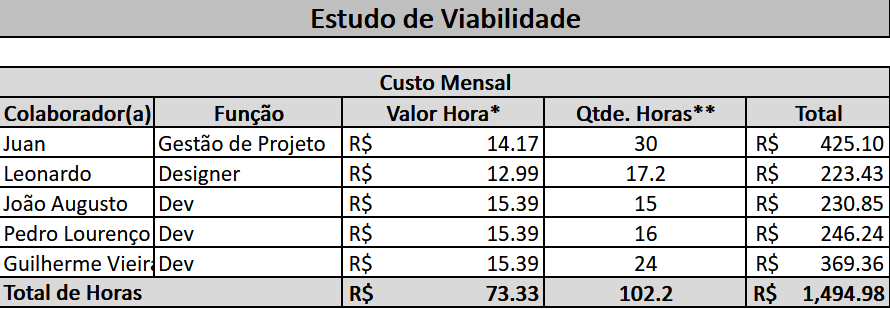 Estudo de Viabilidade
Custo Mensal
Colaborador(a) Função Valor Hora* Qtde. Horas** Total
Juan Gestão de Projeto R$ 14.17 30 R$ 425.10
Leonardo Designer R$ 12.99 17.2 R$ 223.43
João Augusto Dev R$ 15.39 15 R$ 230.85
Pedro Lourenço Dev R$ 15.39 16 R$ 246.24
Guilherme Vieira Dev R$ 15.39 24 R$ 369.36
Total de Horas R$ 73.33 102.2 R$ 1,494.98